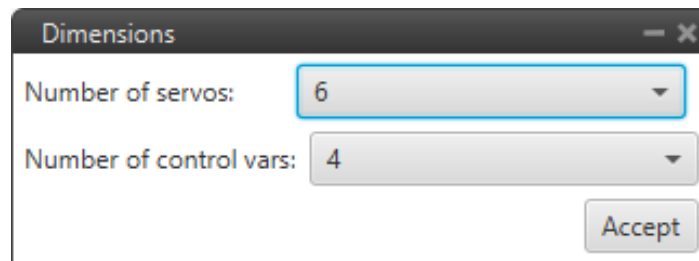 Dimensions
Number of servos: 6
Number of control vars: 4
Accept